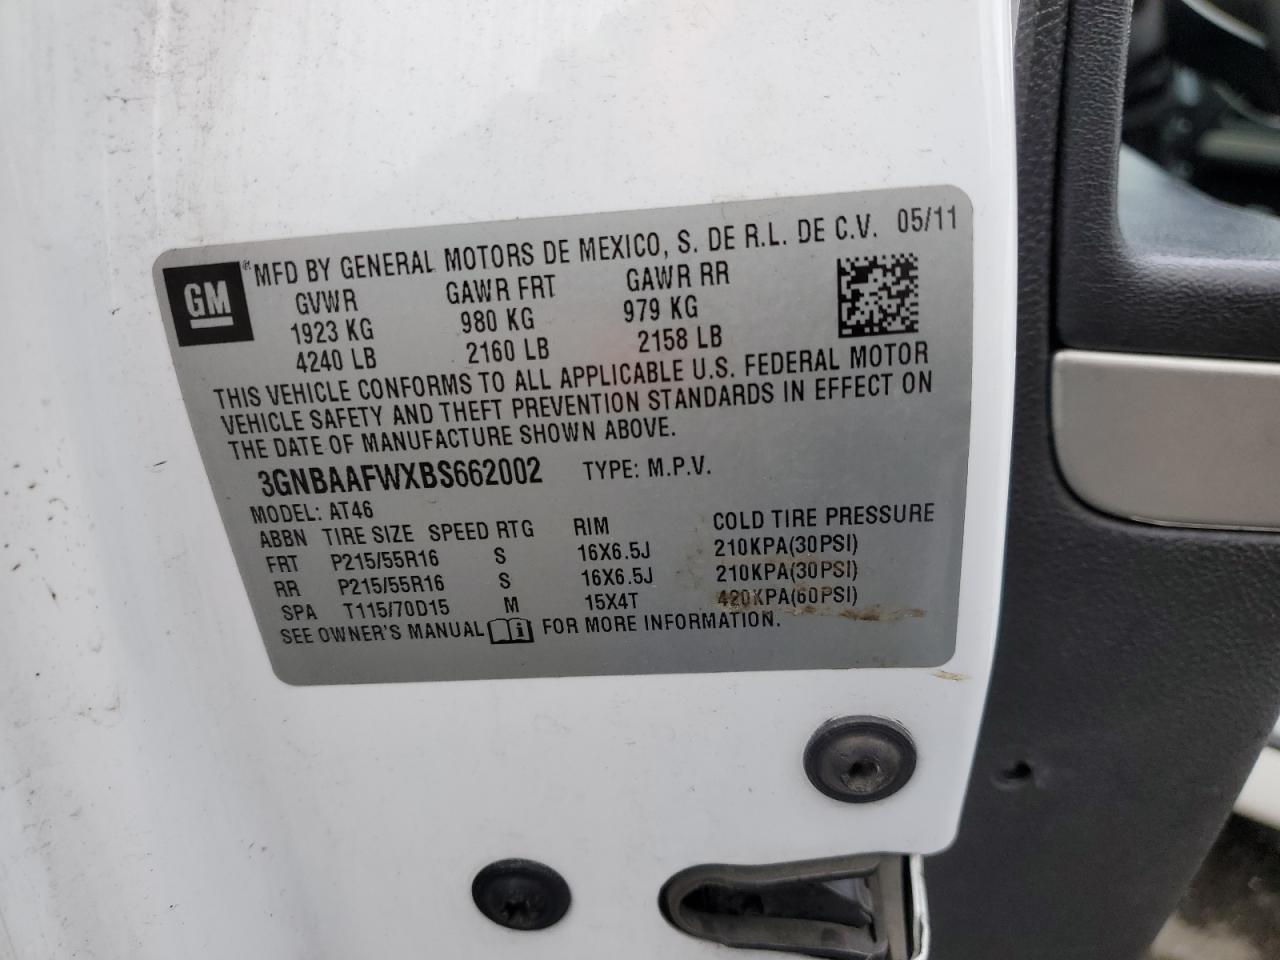 GM
MFD BY GENERAL MOTORS DE MEXICO, S. DE R.L. DE C.V. 05/11
GVWR GAWR FRT GAWR RR
1923 KG 980 KG 979 KG
4240 LB 2160 LB 2158 LB
THIS VEHICLE CONFORMS TO ALL APPLICABLE U.S. FEDERAL MOTOR
VEHICLE SAFETY AND THEFT PREVENTION STANDARDS IN EFFECT ON
THE DATE OF MANUFACTURE SHOWN ABOVE.
3GNBAAFWXBS662002 TYPE: M.P.V.
MODEL: AT46
ABBN TIRE SIZE SPEED RTG RIM COLD TIRE PRESSURE
FRT P215/55R16 S 16X6.5J 210KPA(30PSI)
RR P215/55R16 S 16X6.5J 210KPA(30PSI)
SPA T115/70D15 M 15X4T 420KPA(60PSI)
SEE OWNER'S MANUAL i FOR MORE INFORMATION.